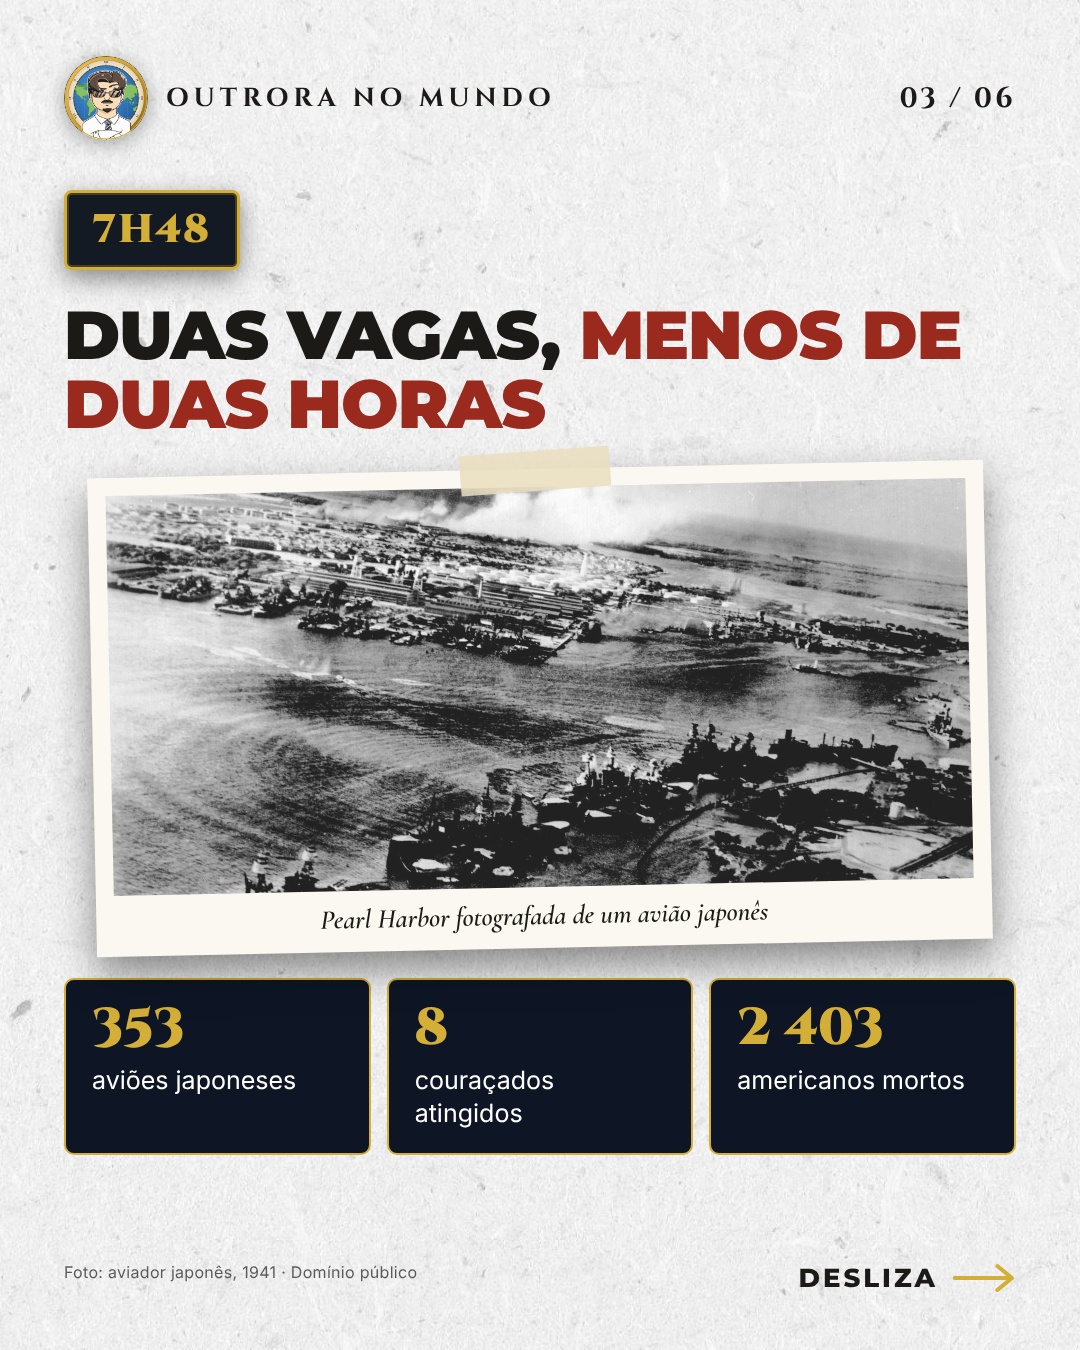 OUTRORA NO MUNDO
03 / 06
7H48
DUAS VAGAS, MENOS DE
DUAS HORAS
Pearl Harbor fotografada de um avião japonês
353
aviões japoneses
8
couraçados
atingidos
2 403
americanos mortos
Foto: aviador japonês, 1941 · Domínio público
DESLIZA